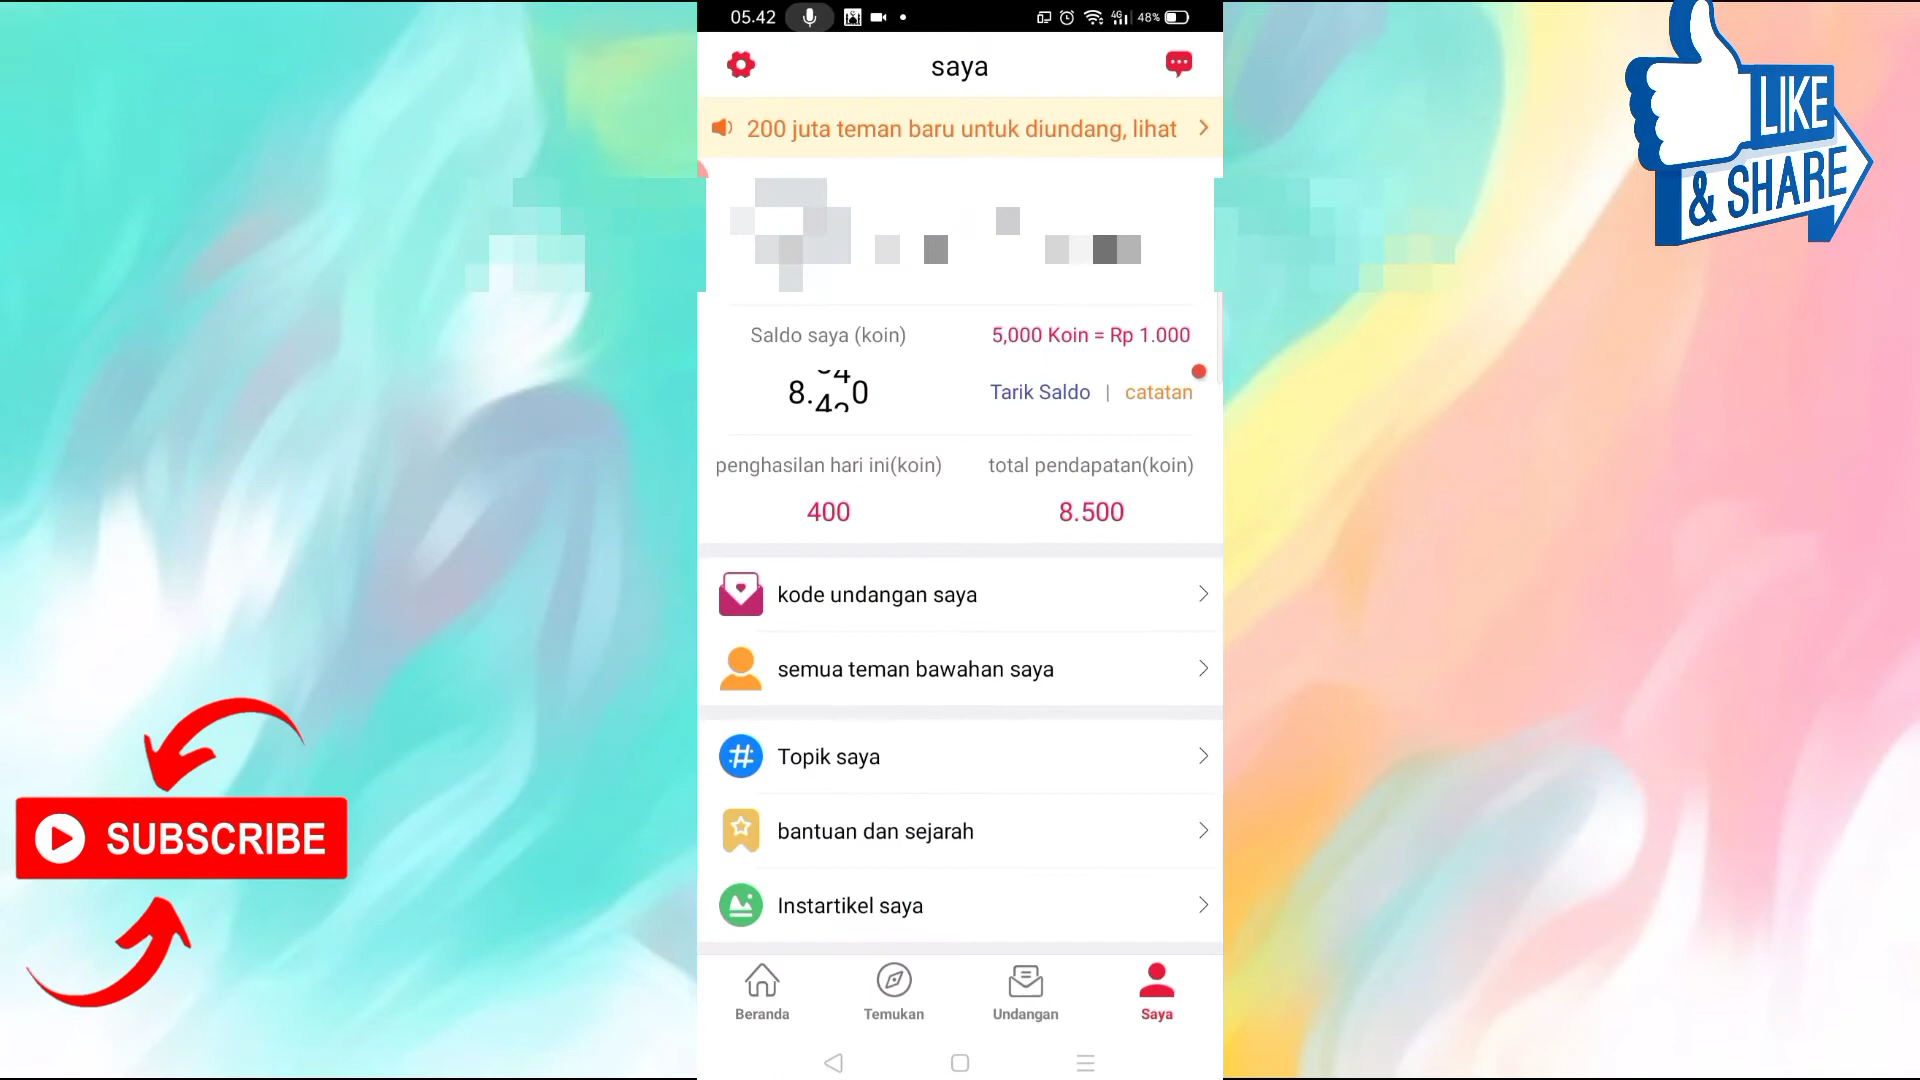 05.42
4G
48%
saya
200 juta teman baru untuk diundang, lihat
Saldo saya (koin)
5,000 Koin = Rp 1.000
Tarik Saldo | catatan
penghasilan hari ini(koin)
total pendapatan(koin)
400
8.500
kode undangan saya
semua teman bawahan saya
Topik saya
bantuan dan sejarah
Instartikel saya
Beranda
Temukan
Undangan
Saya
LIKE
& SHARE
SUBSCRIBE